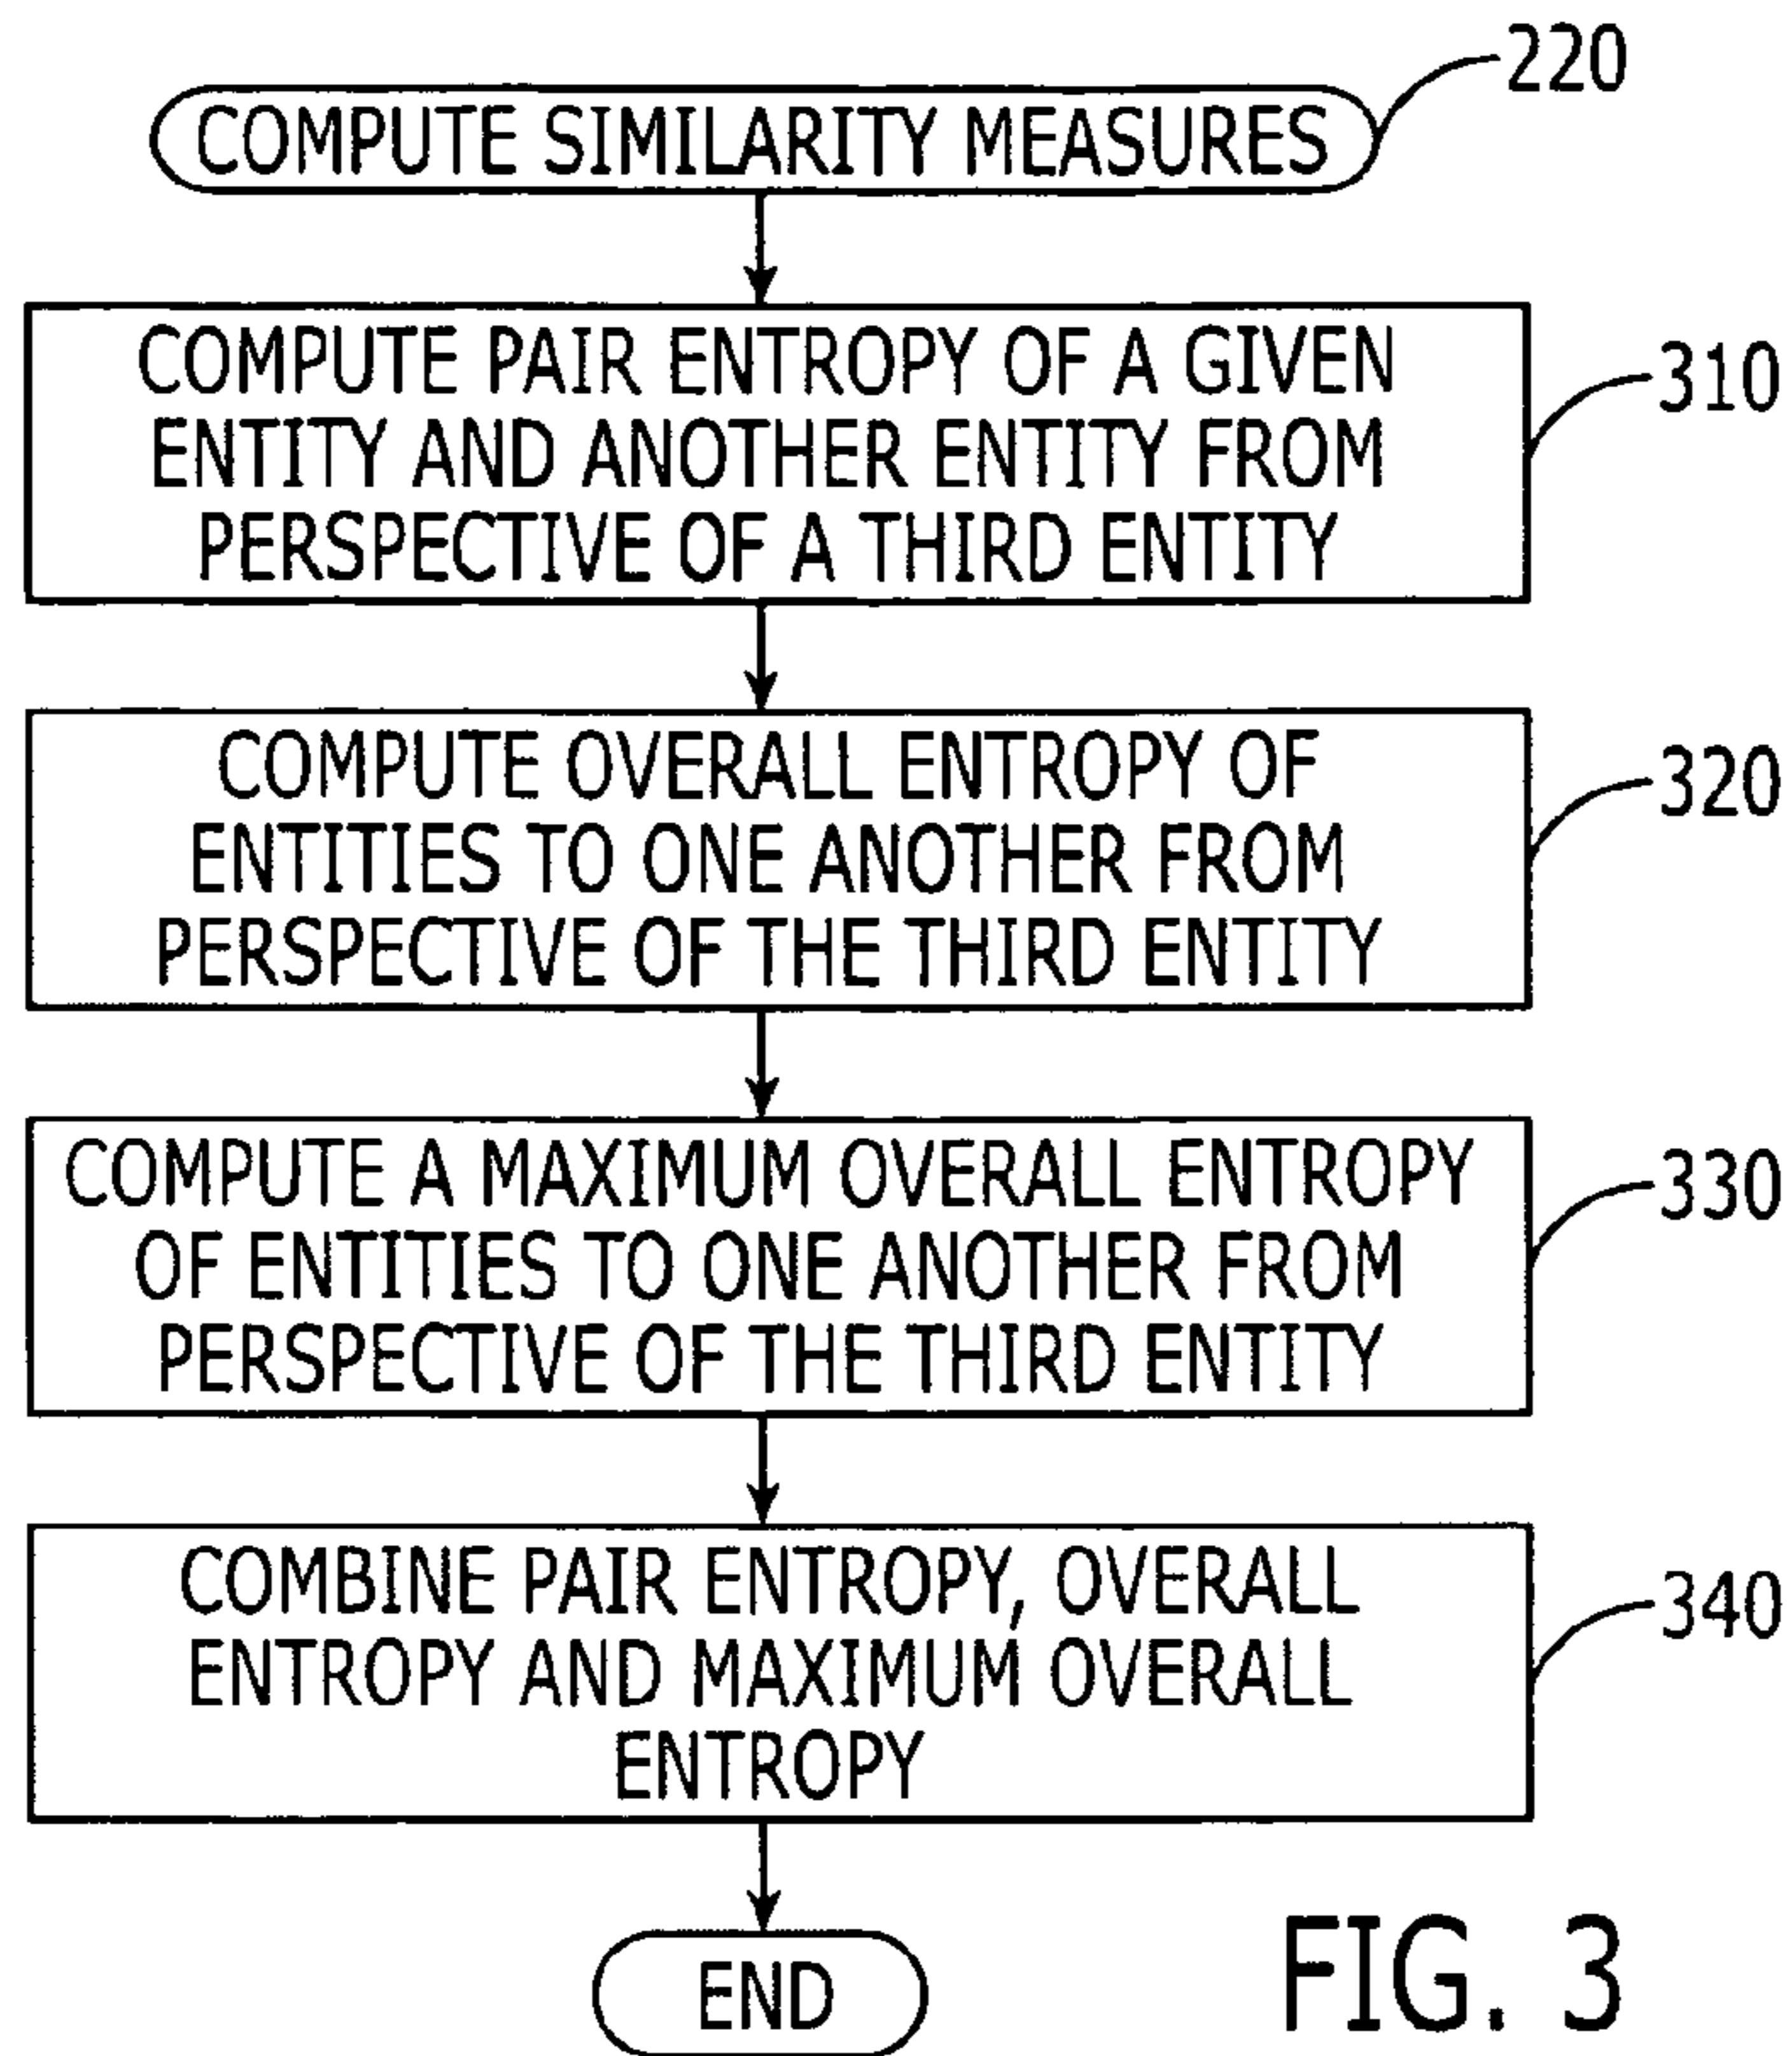 220
COMPUTE SIMILARITY MEASURES
COMPUTE PAIR ENTROPY OF A GIVEN
ENTITY AND ANOTHER ENTITY FROM
PERSPECTIVE OF A THIRD ENTITY
310
COMPUTE OVERALL ENTROPY OF
ENTITIES TO ONE ANOTHER FROM
PERSPECTIVE OF THE THIRD ENTITY
320
COMPUTE A MAXIMUM OVERALL ENTROPY
OF ENTITIES TO ONE ANOTHER FROM
PERSPECTIVE OF THE THIRD ENTITY
330
COMBINE PAIR ENTROPY, OVERALL
ENTROPY AND MAXIMUM OVERALL
ENTROPY
340
END
FIG. 3